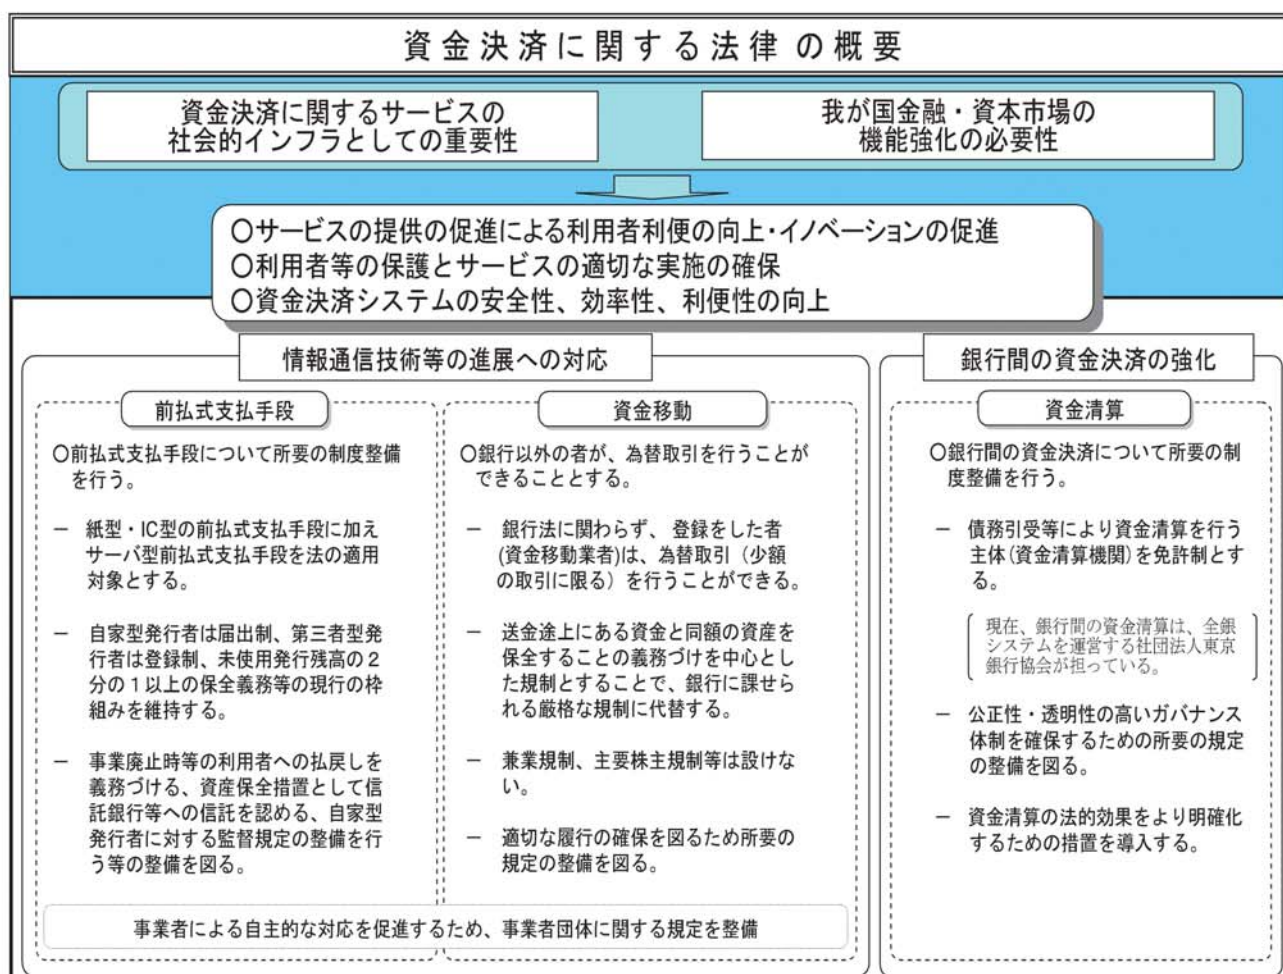 資金決済に関する法律 の概要
資金決済に関するサービスの
社会的インフラとしての重要性
我が国金融・資本市場の
機能強化の必要性
○サービスの提供の促進による利用者利便の向上・イノベーションの促進
○利用者等の保護とサービスの適切な実施の確保
○資金決済システムの安全性、効率性、利便性の向上
情報通信技術等の進展への対応
前払式支払手段
○前払式支払手段について所要の制度整備
を行う。
－ 紙型・IC型の前払式支払手段に加え
サーバ型前払式支払手段を法の適用
対象とする。
－ 自家型発行者は届出制、第三者型発
行者は登録制、未使用発行残高の２
分の１以上の保全義務等の現行の枠
組みを維持する。
－ 事業廃止時等の利用者への払戻しを
義務づける、資産保全措置として信
託銀行等への信託を認める、自家型
発行者に対する監督規定の整備を行
う等の整備を図る。
資金移動
○銀行以外の者が、為替取引を行うことが
できることとする。
－ 銀行法に関わらず、 登録をした者
(資金移動業者)は、為替取引（少額
の取引に限る）を行うことができる。
－ 送金途上にある資金と同額の資産を
保全することの義務づけを中心とし
た規制とすることで、銀行に課せら
れる厳格な規制に代替する。
－ 兼業規制、主要株主規制等は設けな
い。
－ 適切な履行の確保を図るため所要の
規定の整備を図る。
事業者による自主的な対応を促進するため、事業者団体に関する規定を整備
銀行間の資金決済の強化
資金清算
○銀行間の資金決済について所要の制
度整備を行う。
－ 債務引受等により資金清算を行う
主体(資金清算機関)を免許制とす
る。
現在、銀行間の資金清算は、全銀
システムを運営する社団法人東京
銀行協会が担っている。
－ 公正性・透明性の高いガバナンス
体制を確保するための所要の規定
の整備を図る。
－ 資金清算の法的効果をより明確化
するための措置を導入する。